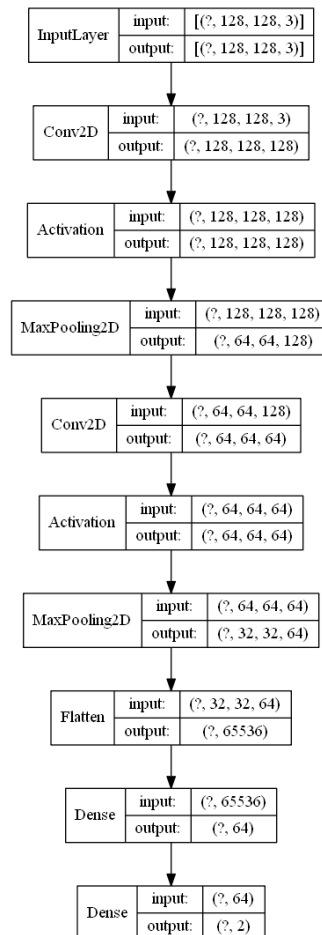 InputLayer input: [(?, 128, 128, 3)]
output: [(?, 128, 128, 3)]
Conv2D input: (?, 128, 128, 3)
output: (?, 128, 128, 128)
Activation input: (?, 128, 128, 128)
output: (?, 128, 128, 128)
MaxPooling2D input: (?, 128, 128, 128)
output: (?, 64, 64, 128)
Conv2D input: (?, 64, 64, 128)
output: (?, 64, 64, 64)
Activation input: (?, 64, 64, 64)
output: (?, 64, 64, 64)
MaxPooling2D input: (?, 64, 64, 64)
output: (?, 32, 32, 64)
Flatten input: (?, 32, 32, 64)
output: (?, 65536)
Dense input: (?, 65536)
output: (?, 64)
Dense input: (?, 64)
output: (?, 2)